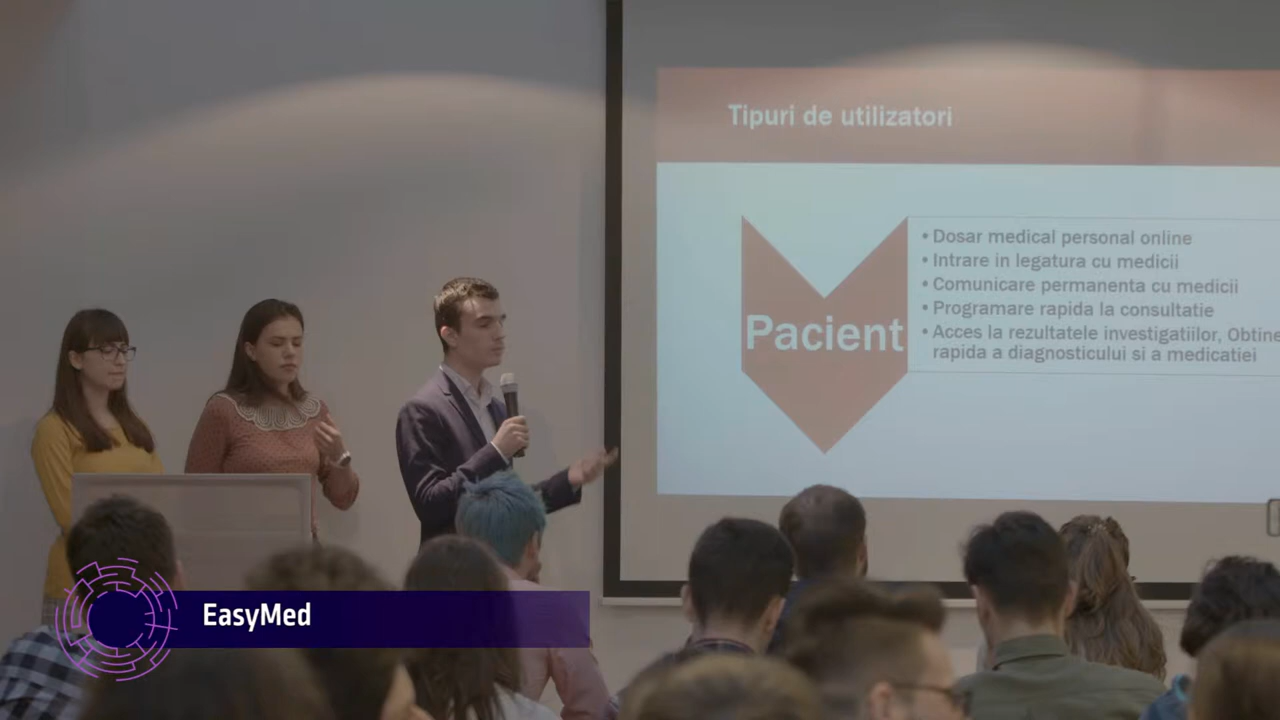 Tipuri de utilizatori
Pacient
• Dosar medical personal online
• Intrare in legatura cu medicii
• Comunicare permanenta cu medicii
• Programare rapida la consultatie
• Acces la rezultatele investigatiilor,
rapida a diagnosticului si a medicatiei
EasyMed